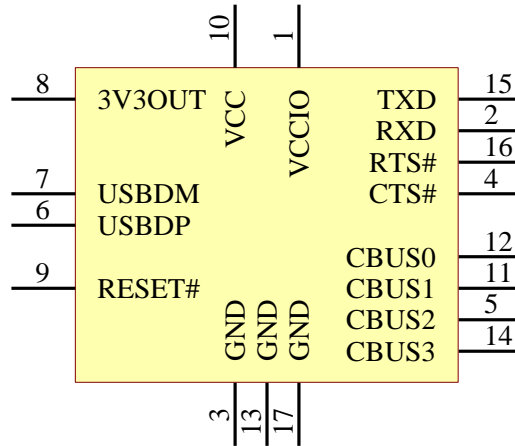 10 1
8 3V3OUT VCC VCCIO TXD 15
RXD 2
RTS# 16
7 USBDM CTS# 4
6 USBDP
CBUS0 12
9 RESET# CBUS1 11
GND GND GND CBUS2 5
CBUS3 14
3 13 17